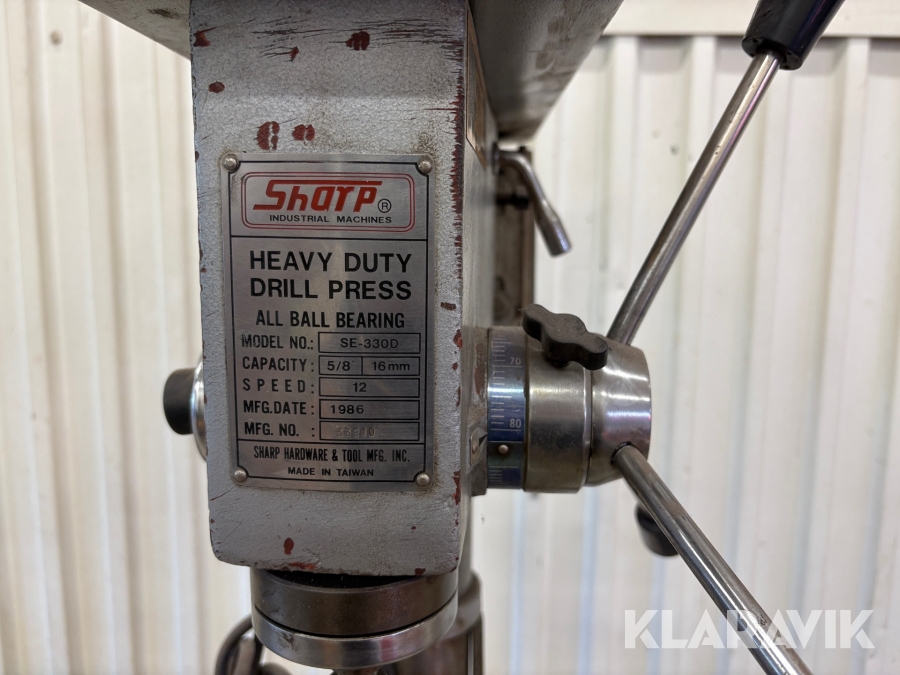 Sharp ®
INDUSTRIAL MACHINES
HEAVY DUTY
DRILL PRESS
ALL BALL BEARING
MODEL NO.: SE-330D
CAPACITY: 5/8 16mm
SPEED: 12
MFG.DATE: 1986
MFG. NO. :
SHARP HARDWARE & TOOL MFG. INC.
MADE IN TAIWAN
70
80
KLARAVIK